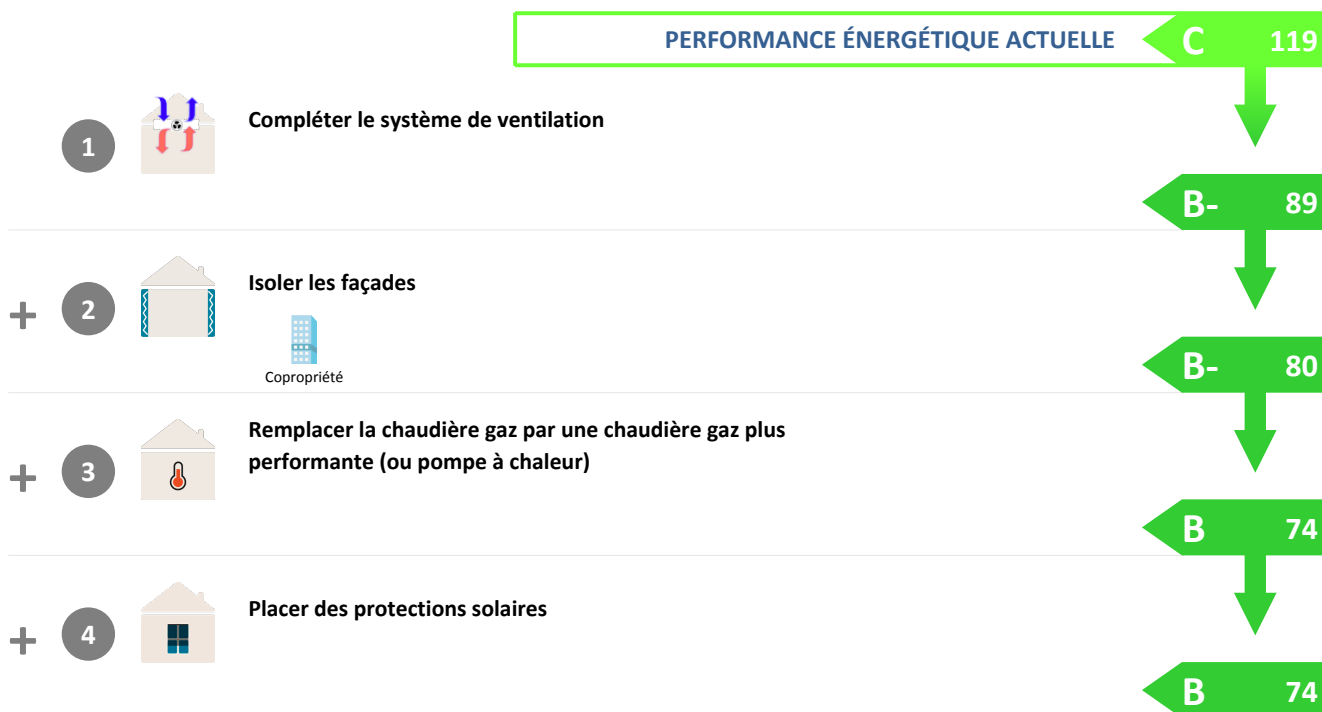 PERFORMANCE ÉNERGÉTIQUE ACTUELLE C 119
1 Compléter le système de ventilation
B- 89
+ 2 Isoler les façades
Copropriété
B- 80
+ 3 Remplacer la chaudière gaz par une chaudière gaz plus
performante (ou pompe à chaleur)
B 74
+ 4 Placer des protections solaires
B 74